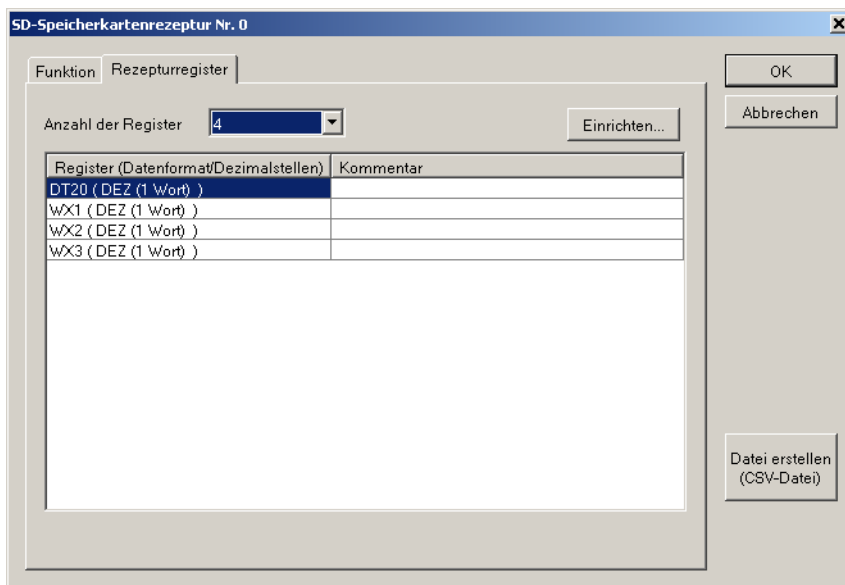 SD-Speicherkartenrezeptur Nr. 0
Funktion Rezepturregister
OK
Abbrechen
Anzahl der Register 4 Einrichten...
Register (Datenformat/Dezimalstellen) Kommentar
DT20 ( DEZ (1 Wort) )
WX1 ( DEZ (1 Wort) )
WX2 ( DEZ (1 Wort) )
WX3 ( DEZ (1 Wort) )
Datei erstellen
(CSV-Datei)